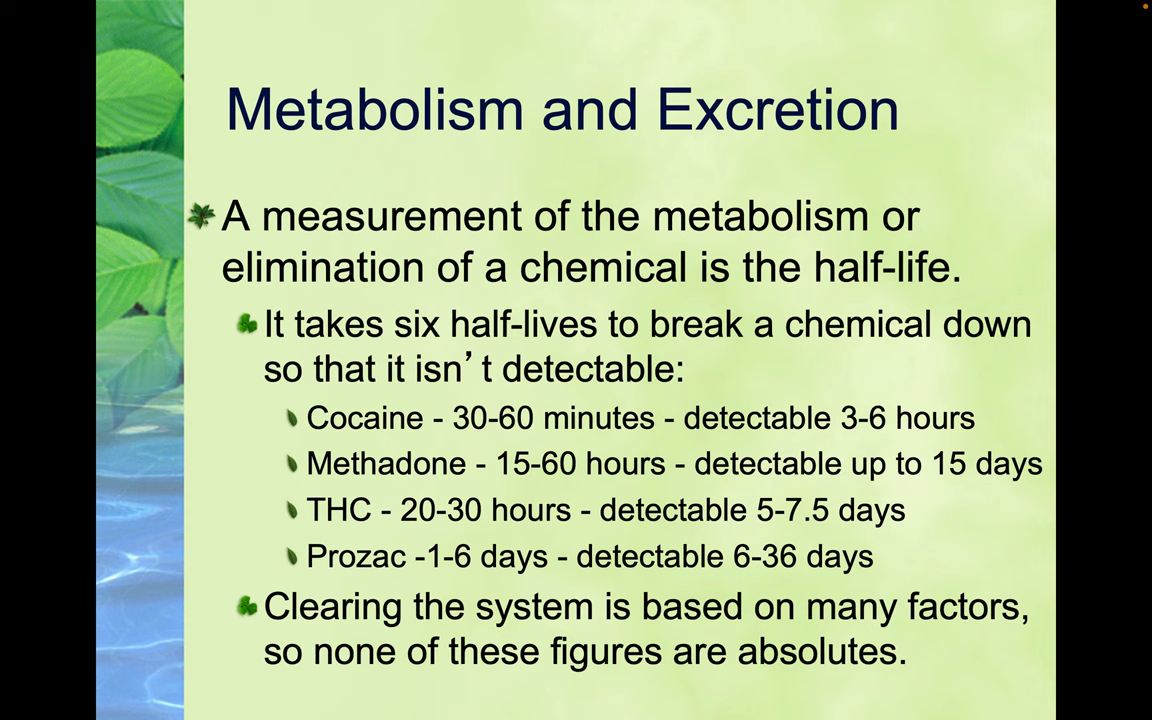 Metabolism and Excretion
A measurement of the metabolism or
elimination of a chemical is the half-life.
It takes six half-lives to break a chemical down
so that it isn’t detectable:
Cocaine - 30-60 minutes - detectable 3-6 hours
Methadone - 15-60 hours - detectable up to 15 days
THC - 20-30 hours - detectable 5-7.5 days
Prozac -1-6 days - detectable 6-36 days
Clearing the system is based on many factors,
so none of these figures are absolutes.